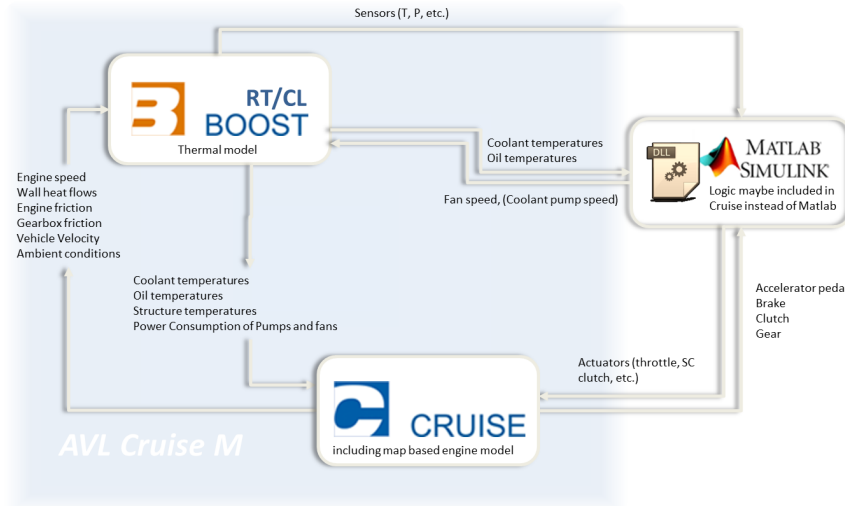 Sensors (T, P, etc.)
RT/CL
BOOST
Thermal model
Coolant temperatures
Oil temperatures
Fan speed, (Coolant pump speed)
DLL
MATLAB
SIMULINK
Logic maybe included in
Cruise instead of Matlab
Engine speed
Wall heat flows
Engine friction
Gearbox friction
Vehicle Velocity
Ambient conditions
Coolant temperatures
Oil temperatures
Structure temperatures
Power Consumption of Pumps and fans
Accelerator peda
Brake
Clutch
Gear
Actuators (throttle, SC
clutch, etc.)
CRUISE
including map based engine model
AVL Cruise M